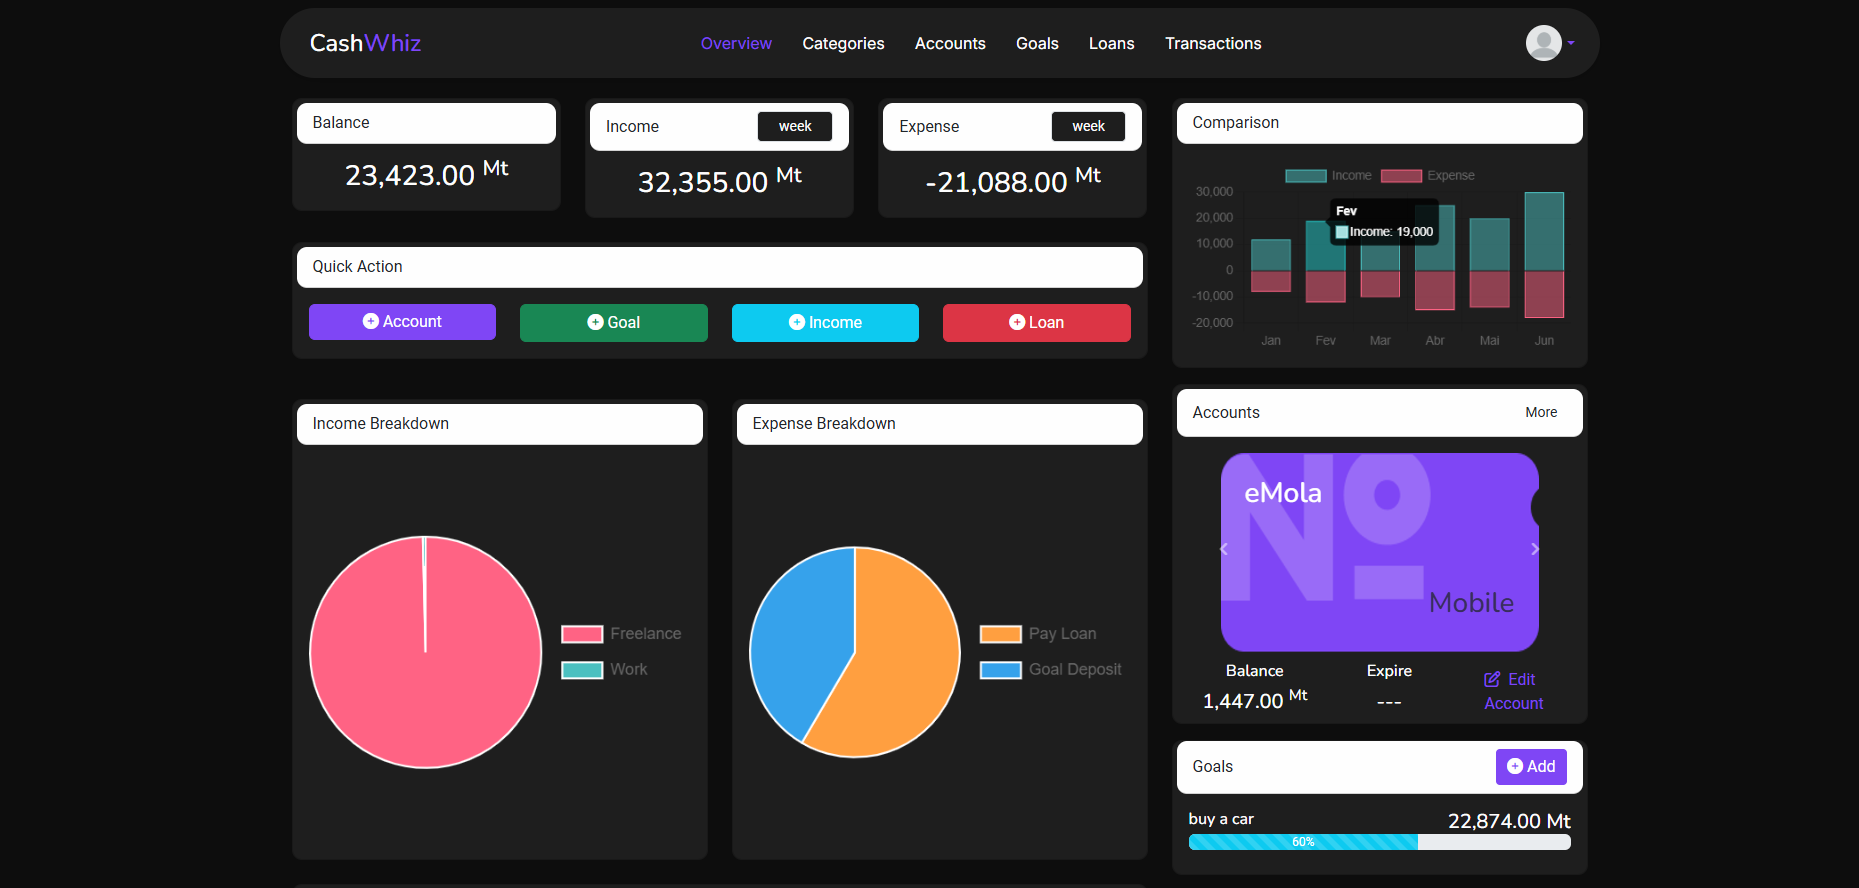 CashWhiz
Overview Categories Accounts Goals Loans Transactions
Balance
23,423.00 Mt
Income week
32,355.00 Mt
Expense week
-21,088.00 Mt
Quick Action
Account Goal Income Loan
Comparison
Income Expense
30,000
20,000
10,000
0
-10,000
-20,000
Fev
Income: 19,000
Jan Fev Mar Abr Mai Jun
Income Breakdown
Freelance
Work
Expense Breakdown
Pay Loan
Goal Deposit
Accounts More
Nº
eMola
Mobile
Balance Expire
1,447.00 Mt ---
Edit
Account
Goals Add
buy a car 22,874.00 Mt
60%